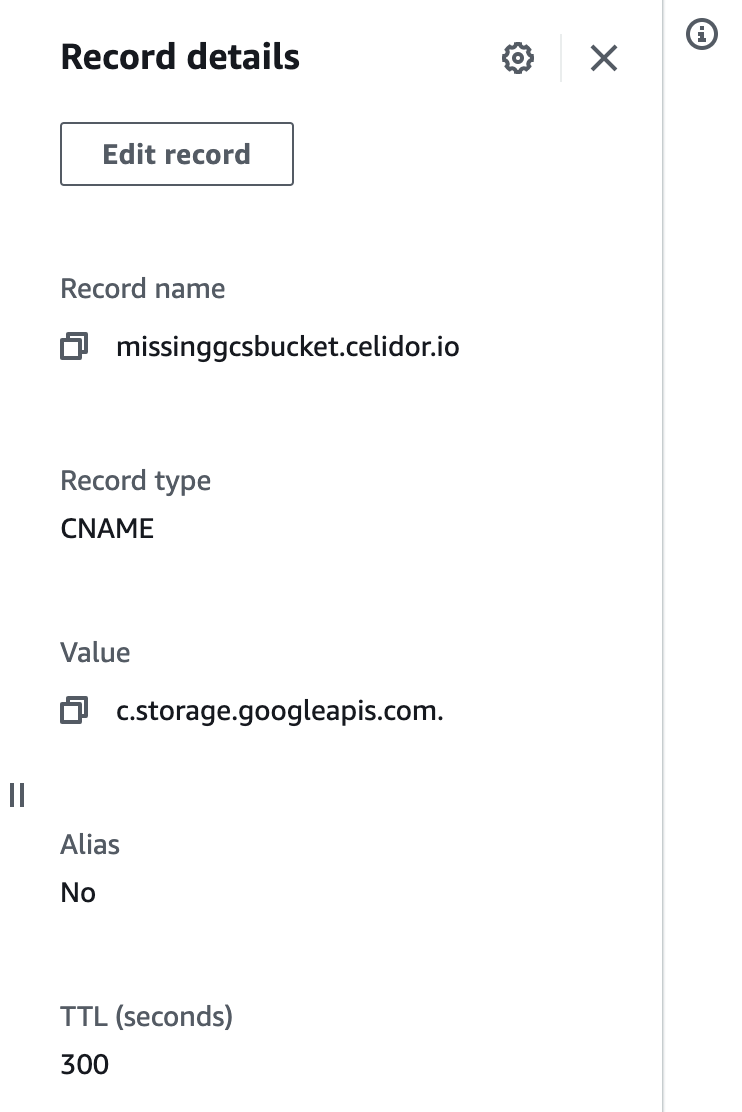 Record details
Edit record
Record name
missinggcsbucket.celidor.io
Record type
CNAME
Value
c.storage.googleapis.com.
Alias
No
TTL (seconds)
300